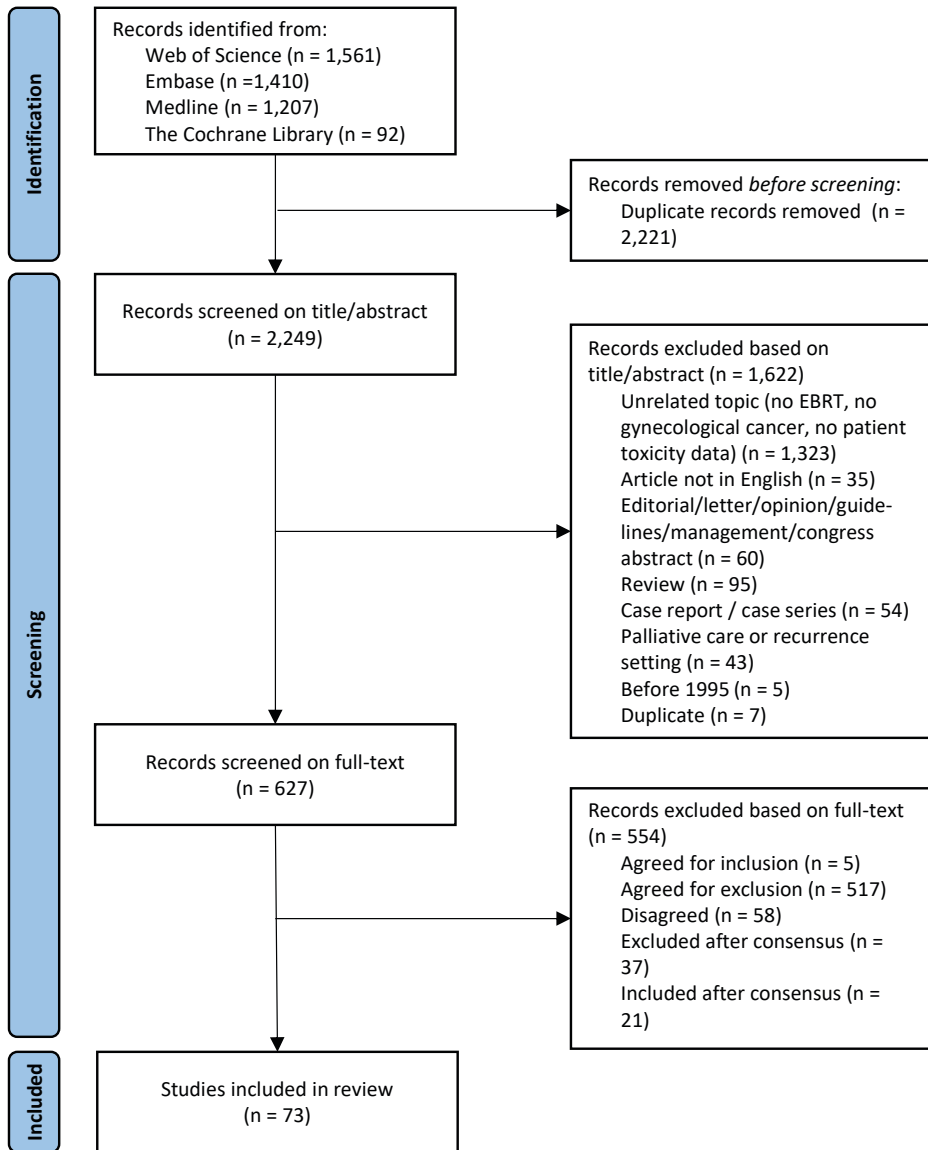 Identification
Records identified from:
Web of Science (n = 1,561)
Embase (n =1,410)
Medline (n = 1,207)
The Cochrane Library (n = 92)
Records removed before screening:
Duplicate records removed (n =
2,221)
Screening
Records screened on title/abstract
(n = 2,249)
Records excluded based on
title/abstract (n = 1,622)
Unrelated topic (no EBRT, no
gynecological cancer, no patient
toxicity data) (n = 1,323)
Article not in English (n = 35)
Editorial/letter/opinion/guide-
lines/management/congress
abstract (n = 60)
Review (n = 95)
Case report / case series (n = 54)
Palliative care or recurrence
setting (n = 43)
Before 1995 (n = 5)
Duplicate (n = 7)
Records screened on full-text
(n = 627)
Records excluded based on full-text
(n = 554)
Agreed for inclusion (n = 5)
Agreed for exclusion (n = 517)
Disagreed (n = 58)
Excluded after consensus (n =
37)
Included after consensus (n =
21)
Included
Studies included in review
(n = 73)